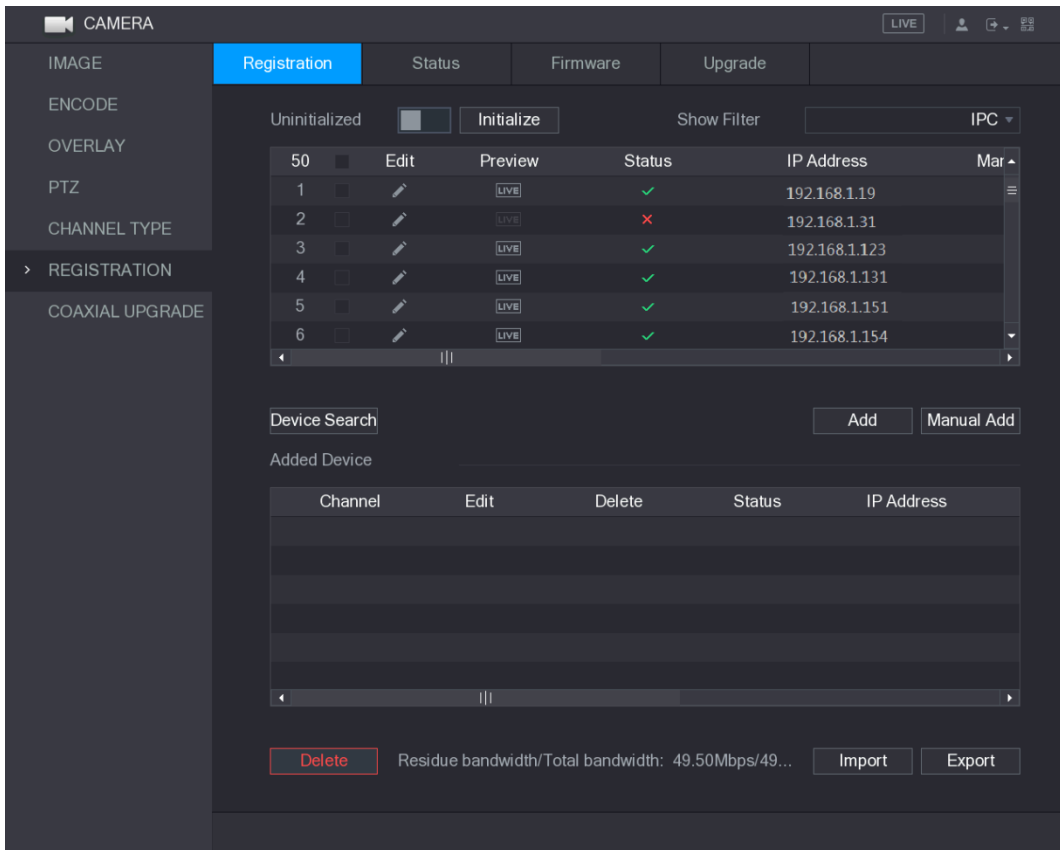 CAMERA LIVE
IMAGE
ENCODE
OVERLAY
PTZ
CHANNEL TYPE
REGISTRATION
COAXIAL UPGRADE
Registration Status Firmware Upgrade
Uninitialized Initialize Show Filter IPC
50 Edit Preview Status IP Address Mar
1 LIVE 192.168.1.19
2 LIVE 192.168.1.31
3 LIVE 192.168.1.123
4 LIVE 192.168.1.131
5 LIVE 192.168.1.151
6 LIVE 192.168.1.154
Device Search Add Manual Add
Added Device
Channel Edit Delete Status IP Address
Delete Residue bandwidth/Total bandwidth: 49.50Mbps/49... Import Export